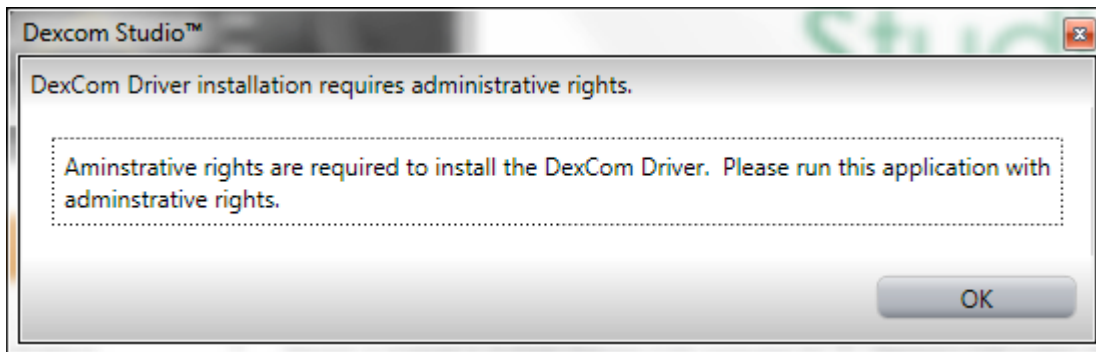 Dexcom Studio™
DexCom Driver installation requires administrative rights.
Aminstrative rights are required to install the DexCom Driver.  Please run this application with
adminstrative rights.
OK